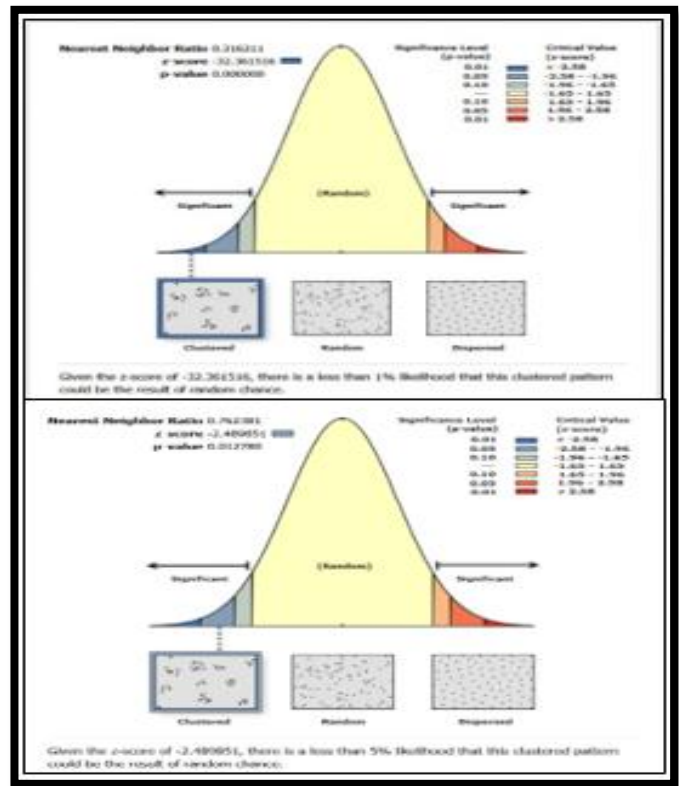 Nearest Neighbor Ratio 0.316211
z-score -32.361516
p-value 0.000000
Significance Level
(p-value)
Critical Value
(z-score)
0.01 < -2.58
0.05 -2.58 - -1.96
0.10 -1.96 - -1.65
— -1.65 - 1.65
0.10 1.65 - 1.96
0.05 1.96 - 2.58
0.01 > 2.58
Significant
(Random)
Significant
Clustered
Random
Dispersed
Given the z-score of -32.361516, there is a less than 1% likelihood that this clustered pattern
could be the result of random chance.
Nearest Neighbor Ratio 0.762381
z-score -2.489851
p-value 0.012780
Significance Level
(p-value)
Critical Value
(z-score)
0.01 < -2.58
0.05 -2.58 - -1.96
0.10 -1.96 - -1.65
— -1.65 - 1.65
0.10 1.65 - 1.96
0.05 1.96 - 2.58
0.01 > 2.58
Significant
(Random)
Significant
Clustered
Random
Dispersed
Given the z-score of -2.489851, there is a less than 5% likelihood that this clustered pattern
could be the result of random chance.